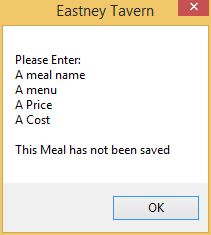 Eastney Tavern
Please Enter:
A meal name
A menu
A Price
A Cost
This Meal has not been saved
OK